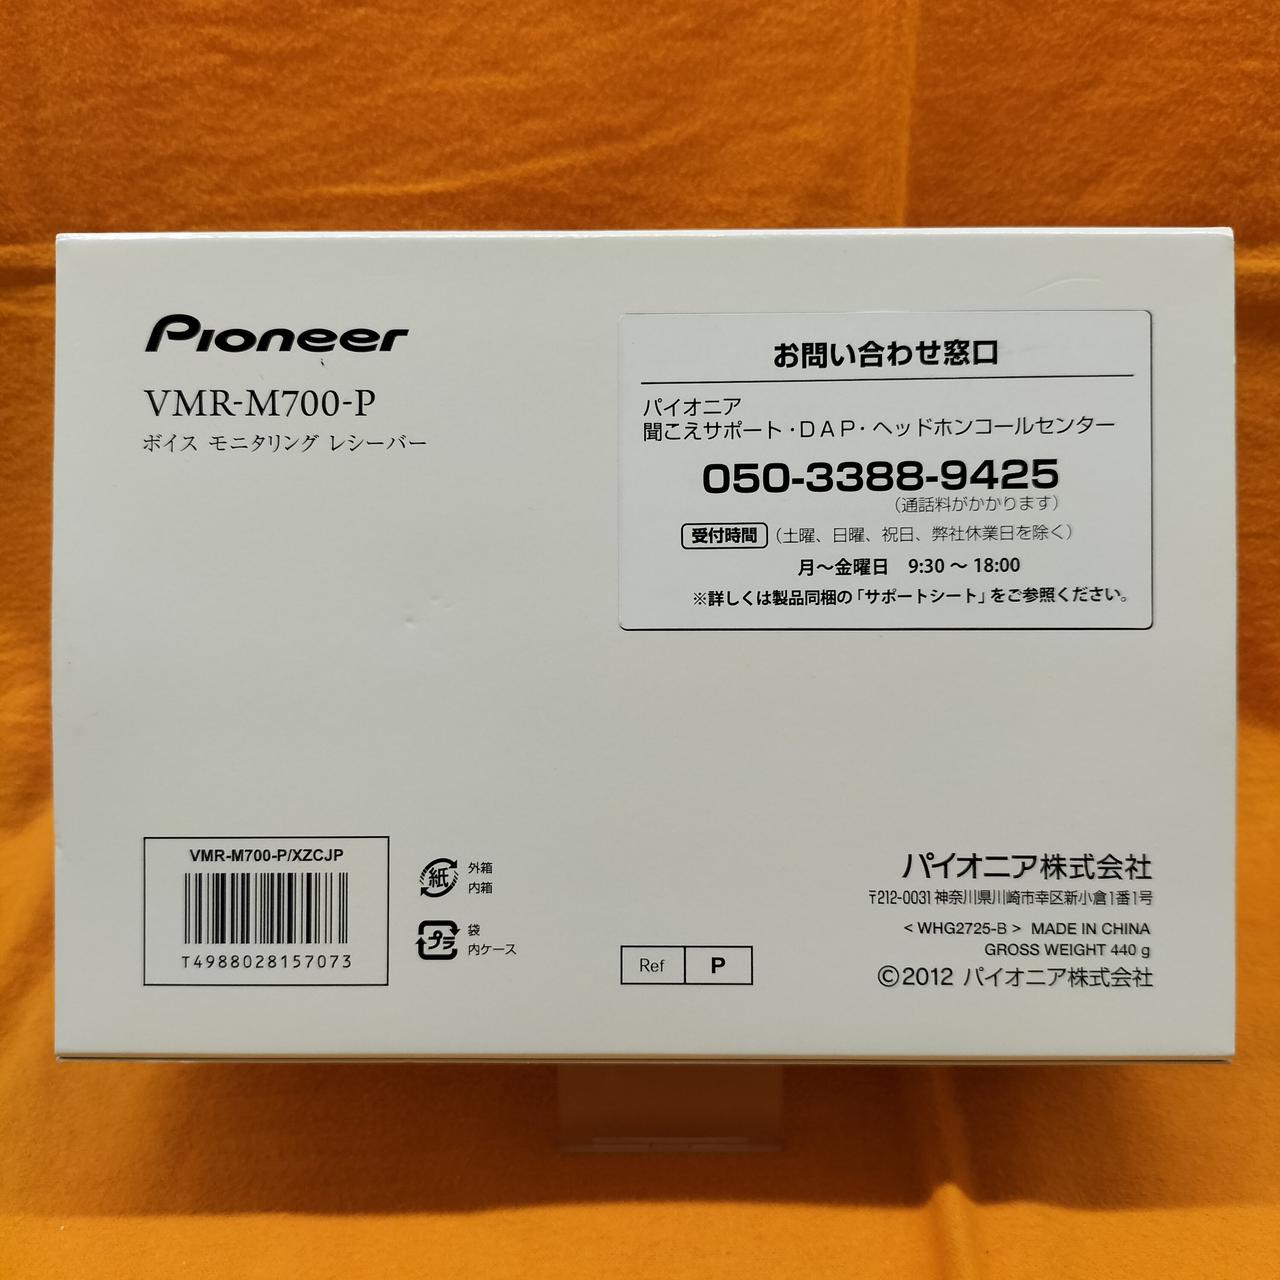 Pioneer
VMR-M700-P
ボイス モニタリング レシーバー
お問い合わせ窓口
パイオニア
聞こえサポート・DAP・ヘッドホンコールセンター
050-3388-9425
（通話料がかかります）
受付時間（土曜、日曜、祝日、弊社休業日を除く）
月～金曜日 9:30 ～ 18:00
※詳しくは製品同梱の「サポートシート」をご参照ください。
VMR-M700-P/XZCJP
T4988028157073
紙 外箱
内箱
プラ 袋
内ケース
Ref P
パイオニア株式会社
〒212-0031 神奈川県川崎市幸区新小倉1番1号
< WHG2725-B > MADE IN CHINA
GROSS WEIGHT 440 g
©2012 パイオニア株式会社